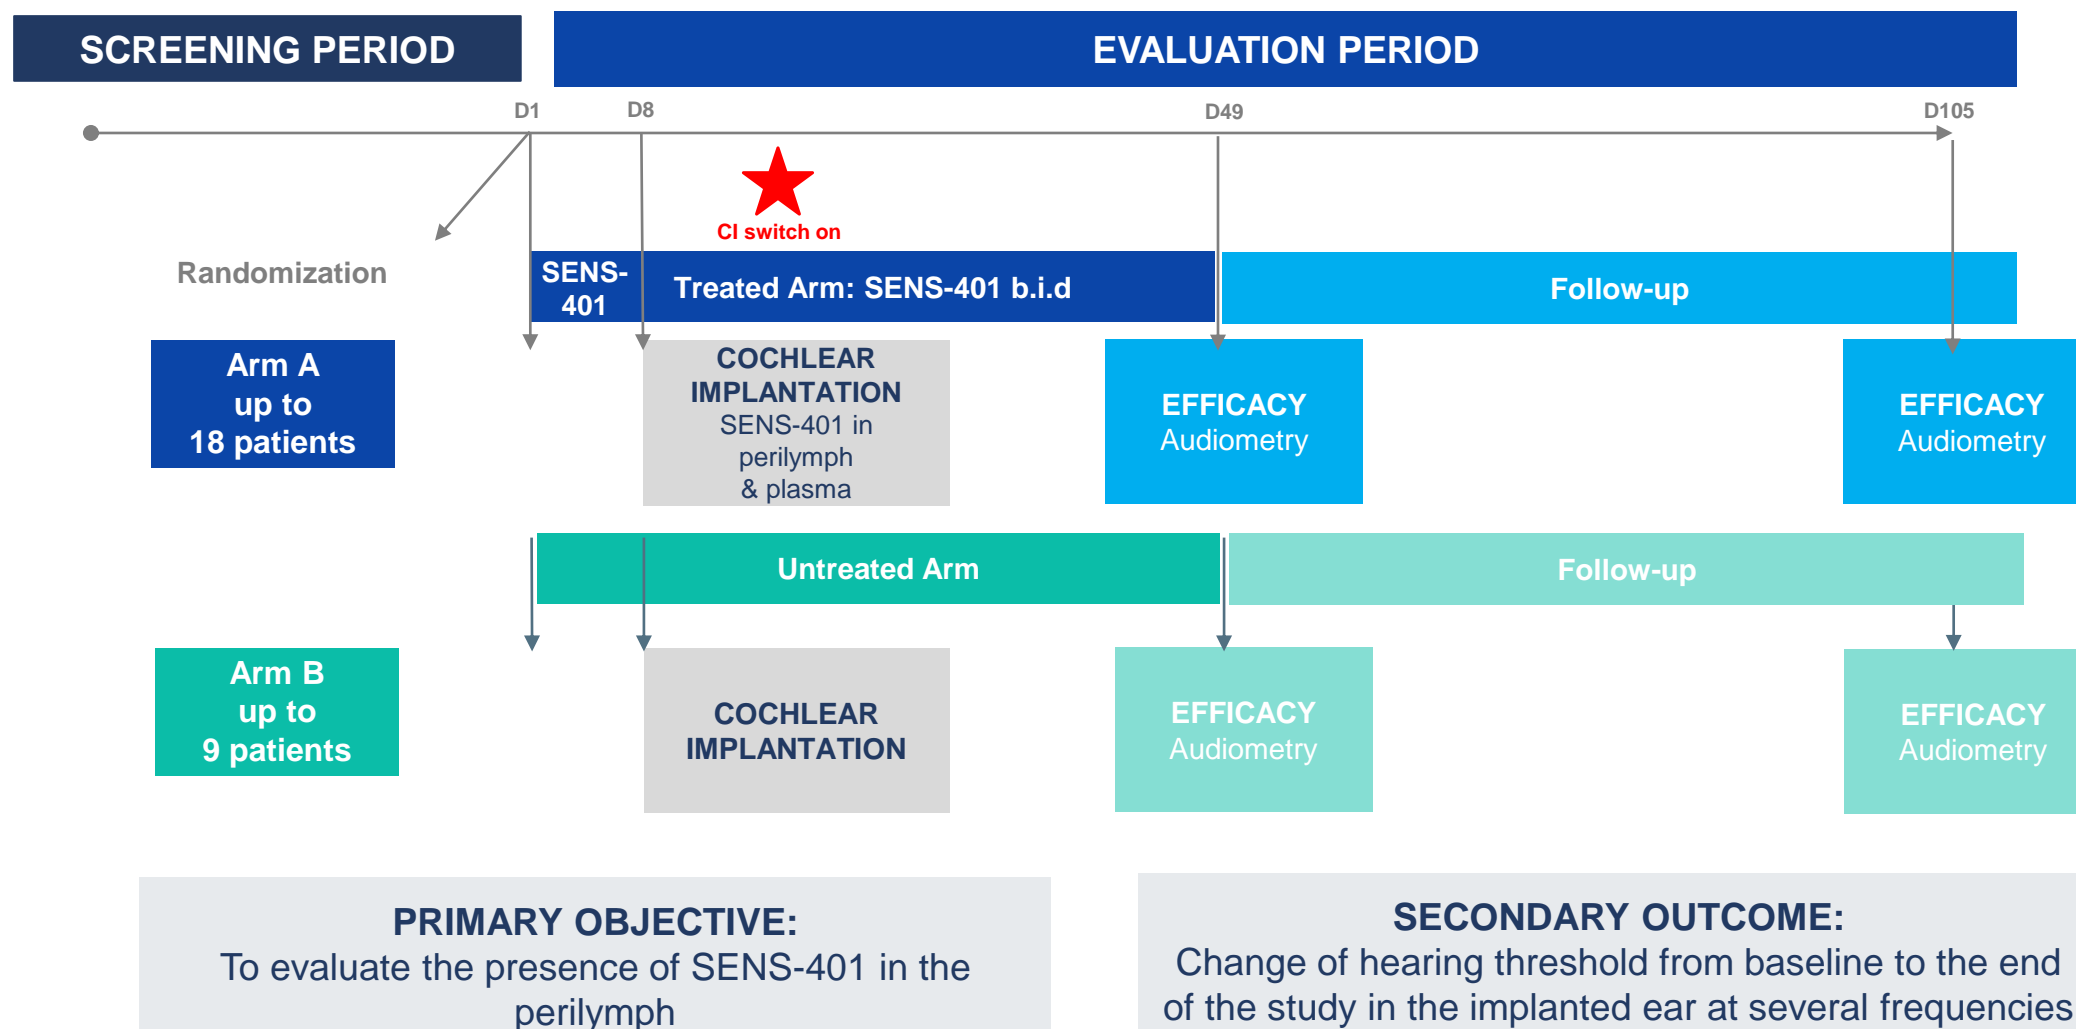 SCREENING PERIOD
EVALUATION PERIOD
D1
D8
D49
D105
CI switch on
Randomization
SENS-
401
Treated Arm: SENS-401 b.i.d
Follow-up
Arm A
up to
18 patients
COCHLEAR
IMPLANTATION
SENS-401 in
perilymph
& plasma
EFFICACY
Audiometry
EFFICACY
Audiometry
Untreated Arm
Follow-up
Arm B
up to
9 patients
COCHLEAR
IMPLANTATION
EFFICACY
Audiometry
EFFICACY
Audiometry
PRIMARY OBJECTIVE:
To evaluate the presence of SENS-401 in the
perilymph
SECONDARY OUTCOME:
Change of hearing threshold from baseline to the end
of the study in the implanted ear at several frequencies